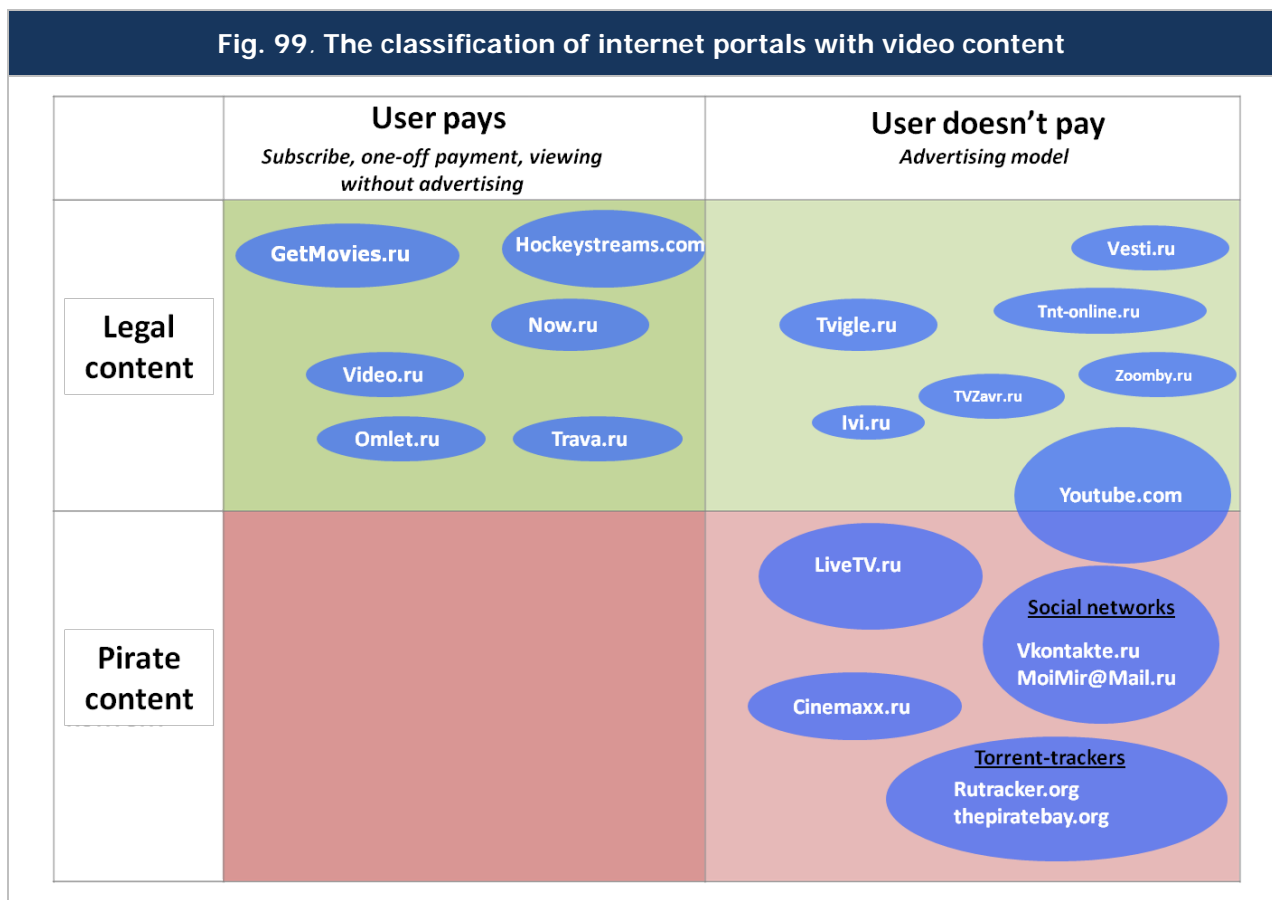 Fig. 99. The classification of internet portals with video content
User pays
Subscribe, one-off payment, viewing
without advertising
User doesn't pay
Advertising model
Legal
content
GetMovies.ru
Hockeystreams.com
Now.ru
Video.ru
Omlet.ru
Trava.ru
Vesti.ru
Tnt-online.ru
Tvigle.ru
Zoomby.ru
TVZavr.ru
Ivi.ru
Youtube.com
Pirate
content
LiveTV.ru
Social networks
Vkontakte.ru
MoiMir@Mail.ru
Cinemaxx.ru
Torrent-trackers
Rutracker.org
thepiratebay.org